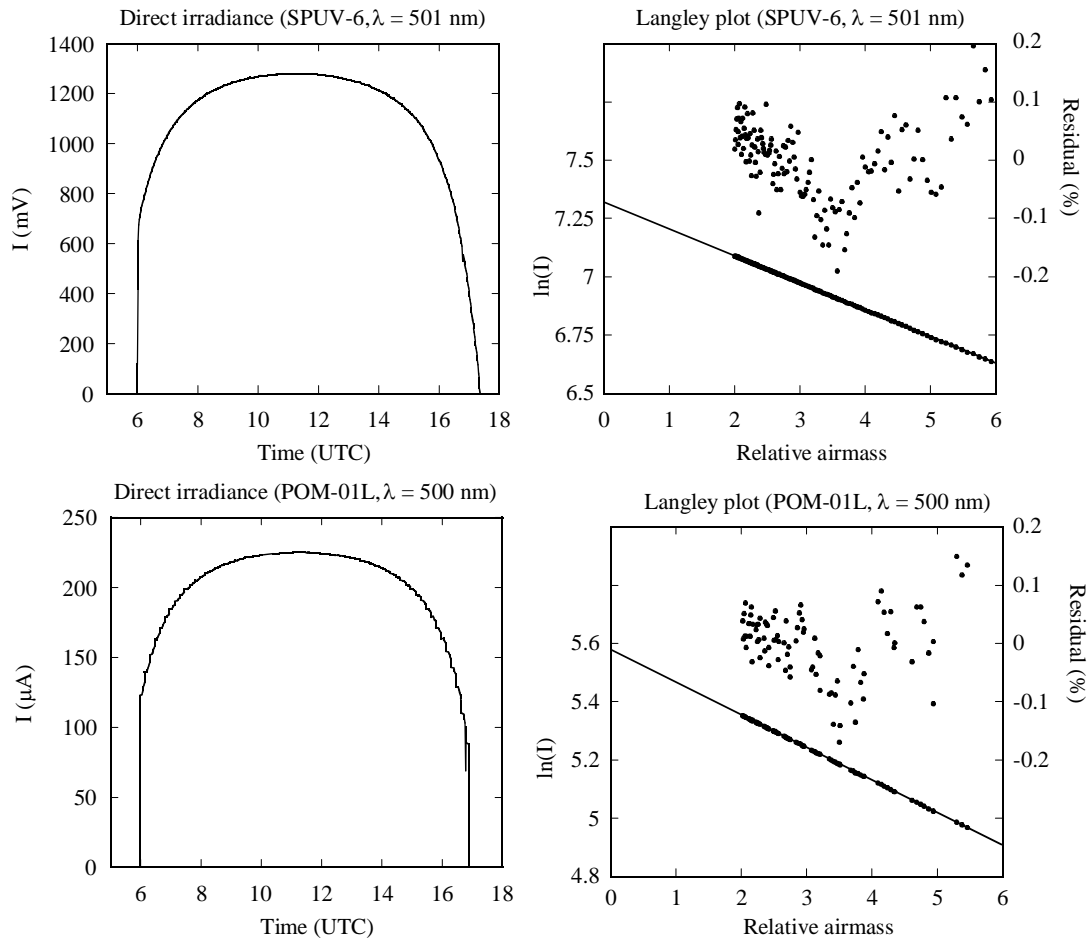 Direct irradiance (SPUV-6,λ = 501 nm)
1400
1200
1000
800
600
400
200
0
I (mV)
6 8 10 12 14 16 18
Time (UTC)
Langley plot (SPUV-6, λ = 501 nm)
7.5
7.25
7
6.75
6.5
ln(I)
0.2
0.1
0
-0.1
-0.2
Residual (%)
0 1 2 3 4 5 6
Relative airmass
Direct irradiance (POM-01L, λ = 500 nm)
250
200
150
100
50
0
I (μA)
6 8 10 12 14 16 18
Time (UTC)
Langley plot (POM-01L, λ = 500 nm)
5.6
5.4
5.2
5
4.8
ln(I)
0.2
0.1
0
-0.1
-0.2
Residual (%)
0 1 2 3 4 5 6
Relative airmass